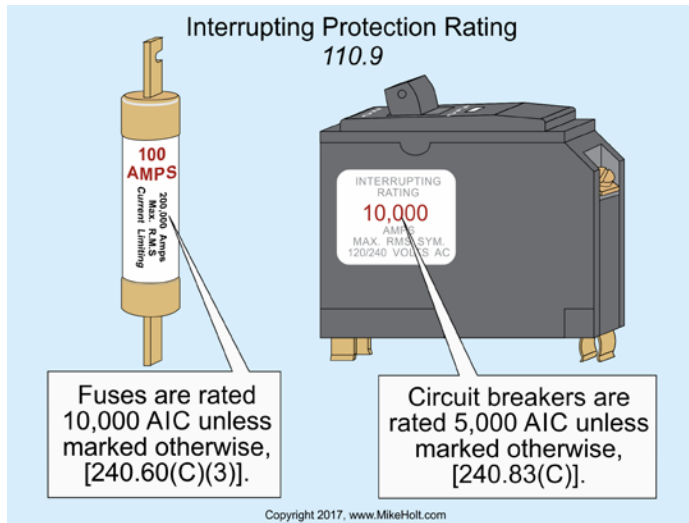 Interrupting Protection Rating
110.9
100
AMPS
200,000 Amps
Max. R.M.S
Current Limiting
INTERRUPTING
RATING
10,000
AMPS
MAX. RMS SYM.
120/240 VOLTS AC
Fuses are rated
10,000 AIC unless
marked otherwise,
[240.60(C)(3)].
Circuit breakers are
rated 5,000 AIC unless
marked otherwise,
[240.83(C)].
Copyright 2017, www.MikeHolt.com